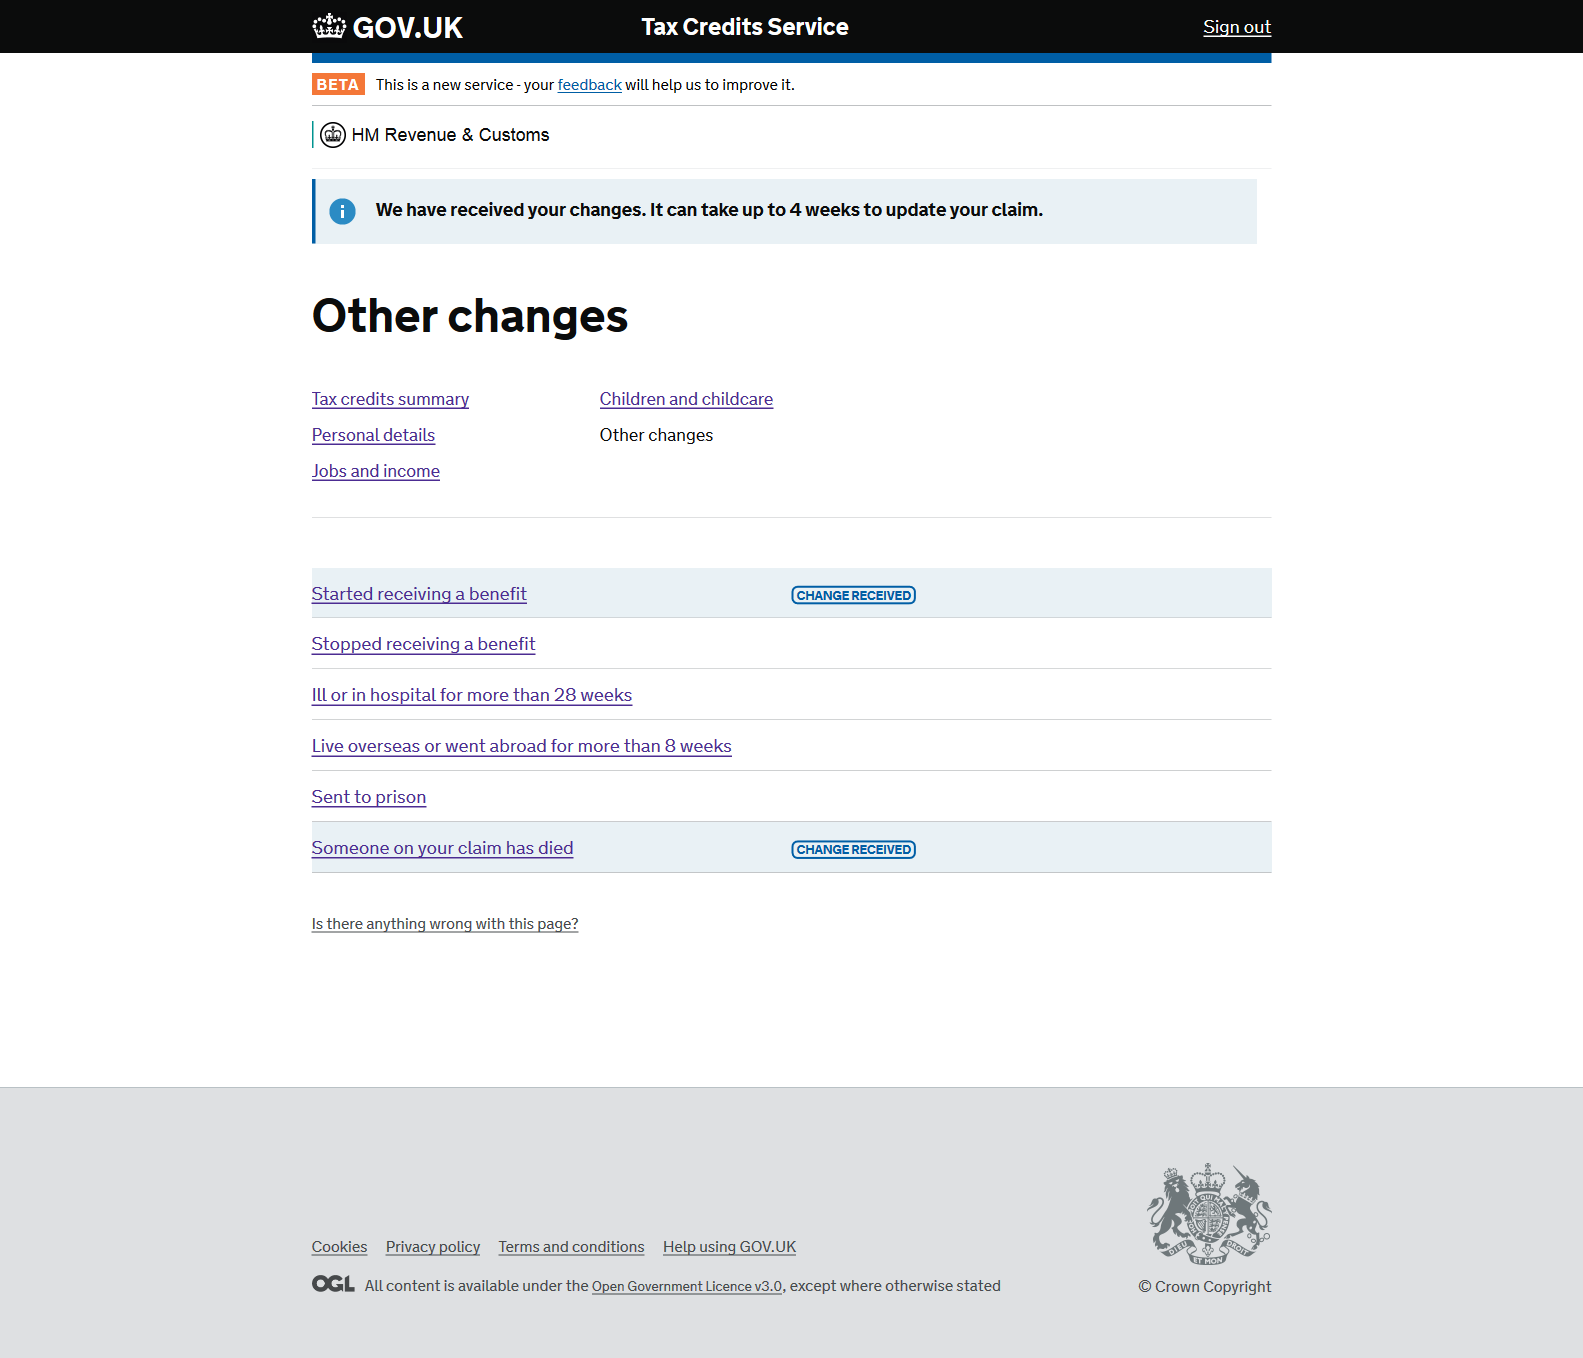 GOV.UK Tax Credits Service Sign out
BETA This is a new service - your feedback will help us to improve it.
HM Revenue & Customs
We have received your changes. It can take up to 4 weeks to update your claim.
Other changes
Tax credits summary Children and childcare
Personal details Other changes
Jobs and income
Started receiving a benefit CHANGE RECEIVED
Stopped receiving a benefit
Ill or in hospital for more than 28 weeks
Live overseas or went abroad for more than 8 weeks
Sent to prison
Someone on your claim has died CHANGE RECEIVED
Is there anything wrong with this page?
Cookies Privacy policy Terms and conditions Help using GOV.UK
OGL All content is available under the Open Government Licence v3.0, except where otherwise stated
DIEU ET MON DROIT
© Crown Copyright